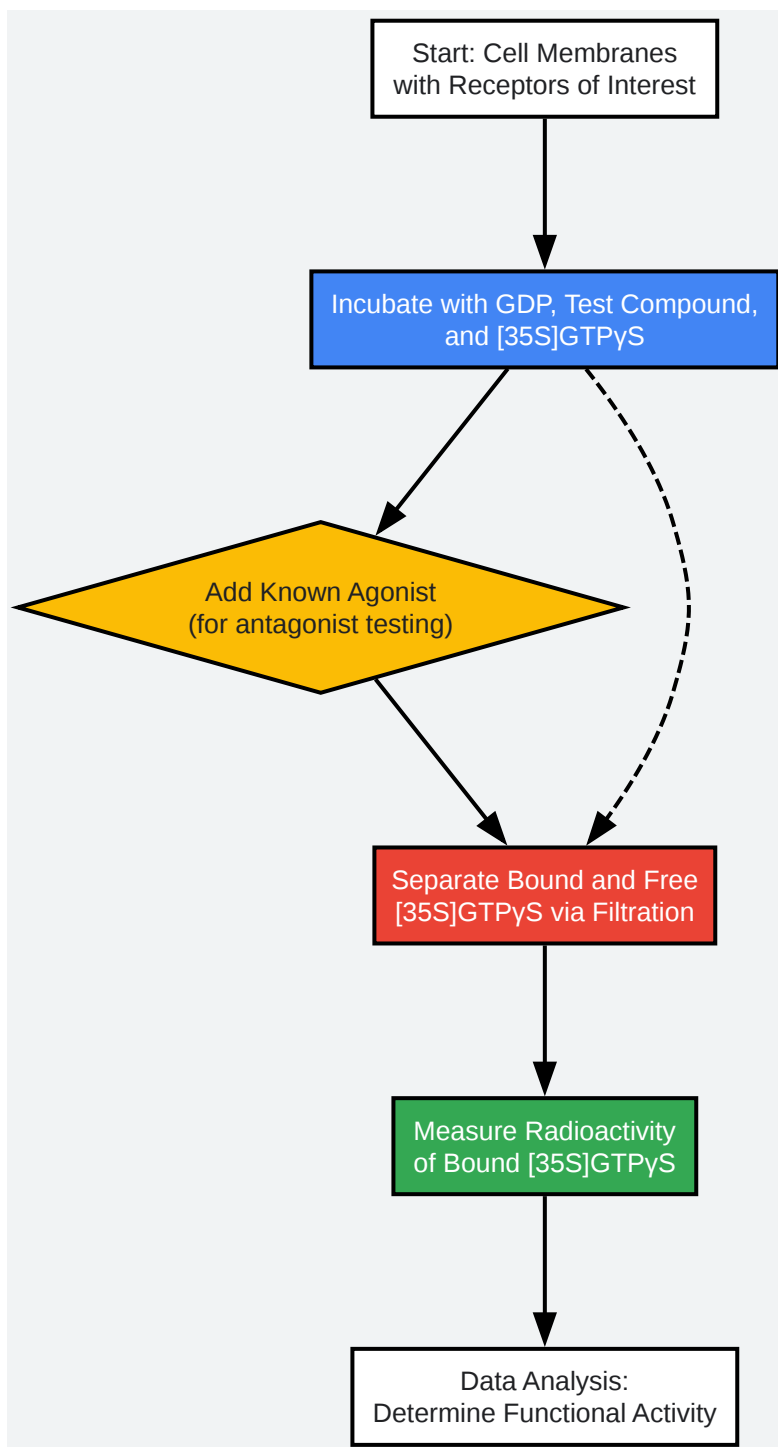 Start: Cell Membranes
with Receptors of Interest
Incubate with GDP, Test Compound,
and [35S]GTPγS
Add Known Agonist
(for antagonist testing)
Separate Bound and Free
[35S]GTPγS via Filtration
Measure Radioactivity
of Bound [35S]GTPγS
Data Analysis:
Determine Functional Activity